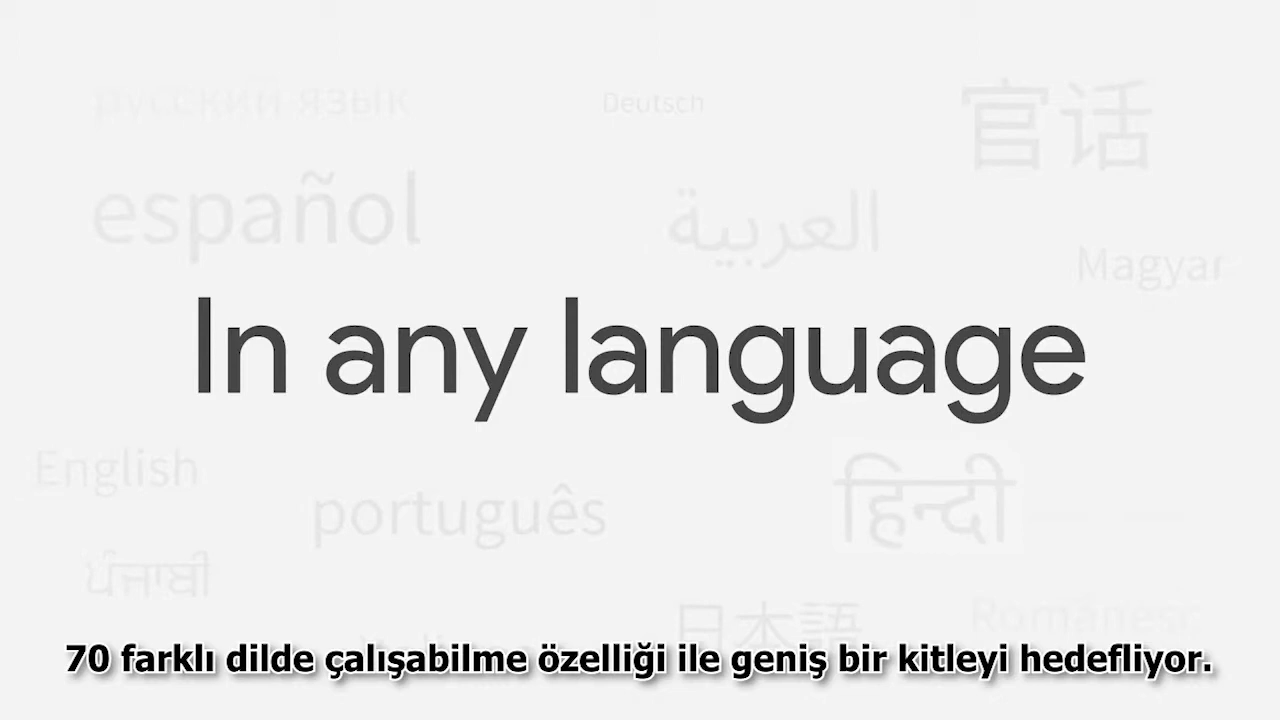 русский язык
Deutsch
官话
español
العربية
Magyar
In any language
English
português
हिन्दी
ਪੰਜਾਬੀ
日本語
Românesc
70 farklı dilde çalışabilme özelliği ile geniş bir kitleyi hedefliyor.